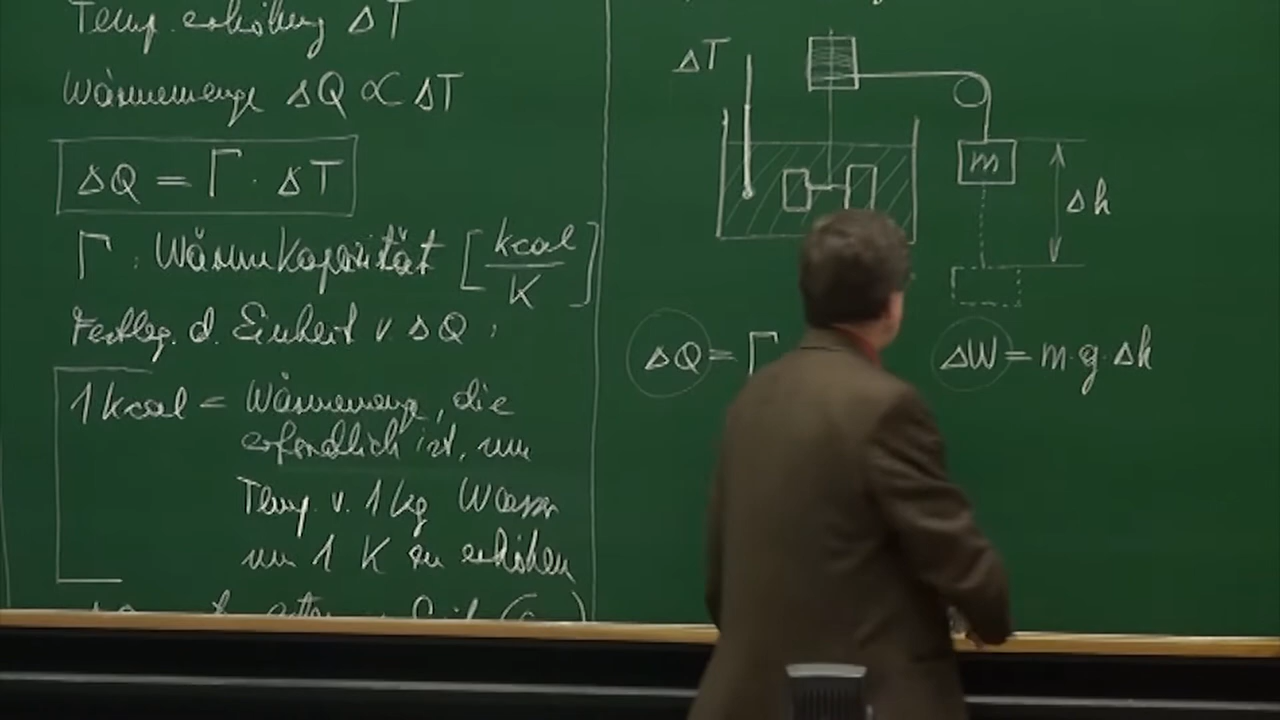 Temp. erhöhung ΔT
Wärmemenge ΔQ ∝ ΔT
ΔQ = Γ · ΔT
Γ : Wärmekapazität [kcal/K]
Festleg. d. Einheit v. ΔQ :
1 kcal = Wärmemenge, die
erforderlich ist, um
Temp. v. 1 kg Wasser
um 1 K zu erhöhen
ΔT
m
Δh
ΔQ = Γ
ΔW = m·g·Δh